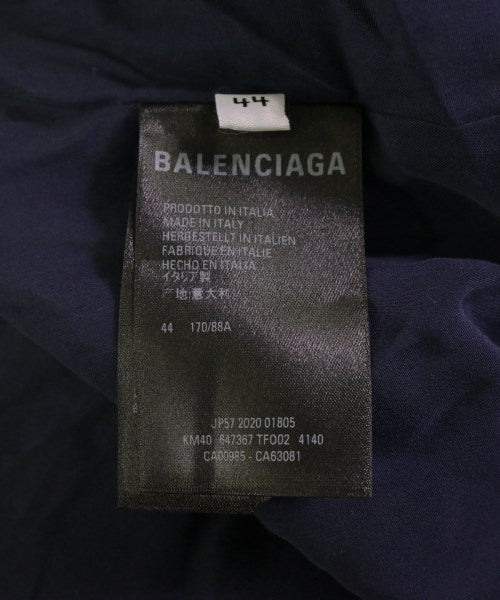 44
BALENCIAGA
PRODOTTO IN ITALIA
MADE IN ITALY
HERGESTELLT IN ITALIEN
FABRIQUÉ EN ITALIE
HECHO EN ITALIA
イタリア製
产地:意大利
44 170/88A
JP57 2020 01805
KM40 647367 TFO02 4140
CA00985 - CA63081